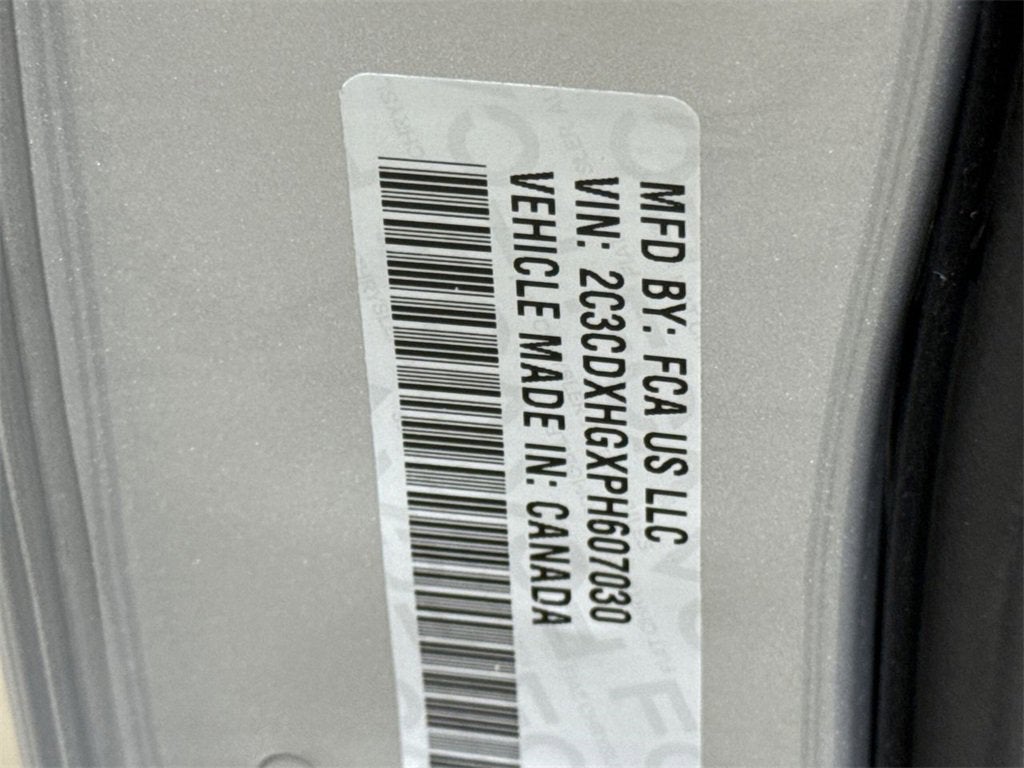 MFD BY: FCA US LLC
VIN: 2C3CDXHGXPH607030
VEHICLE MADE IN: CANADA